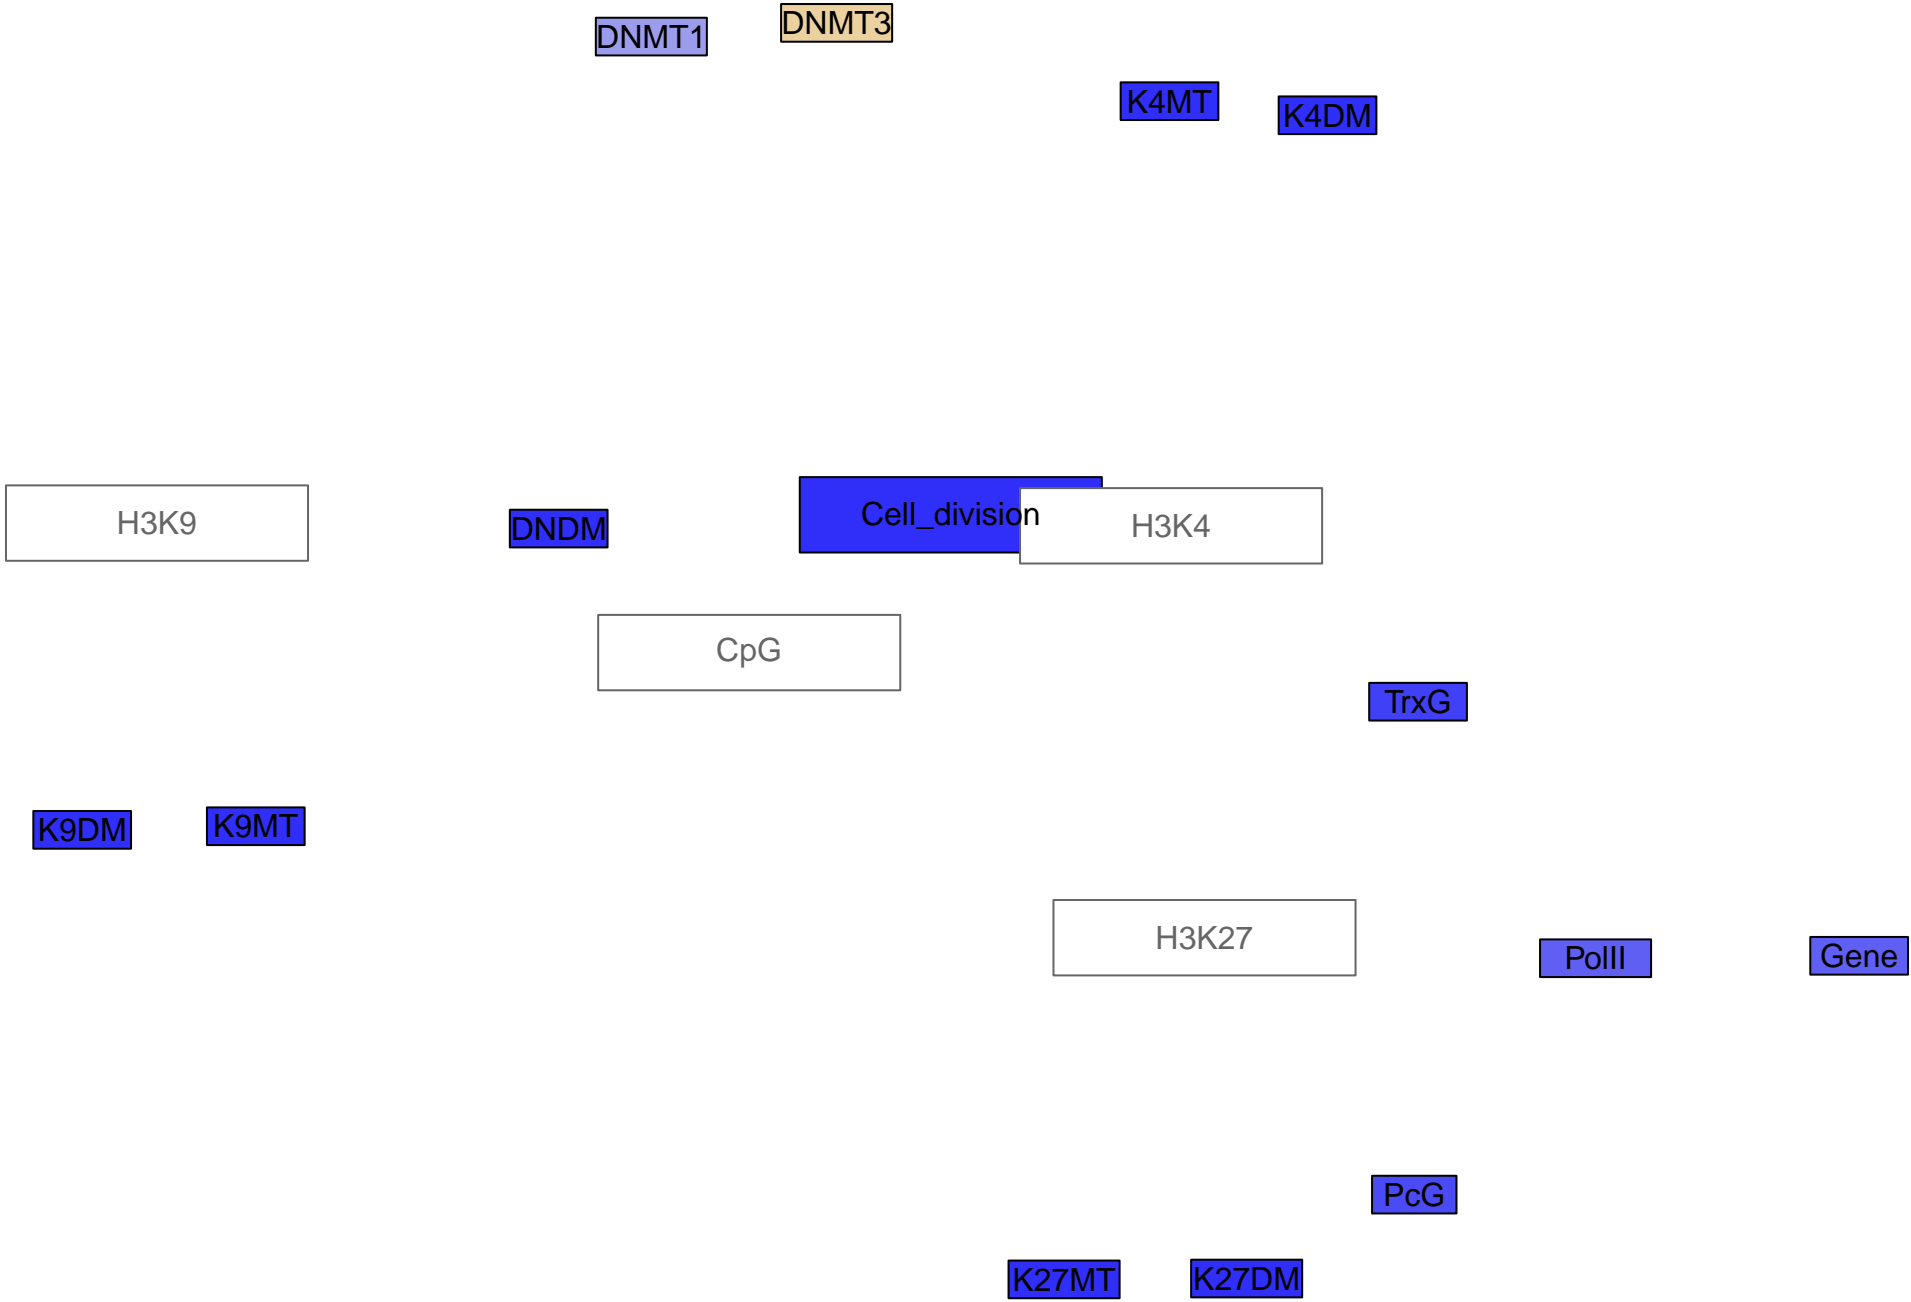 DNMT1
DNMT3
K4MT
K4DM
H3K9
DNDM
Cell_division
H3K4
CpG
TrxG
K9DM
K9MT
H3K27
PolII
Gene
PcG
K27MT
K27DM